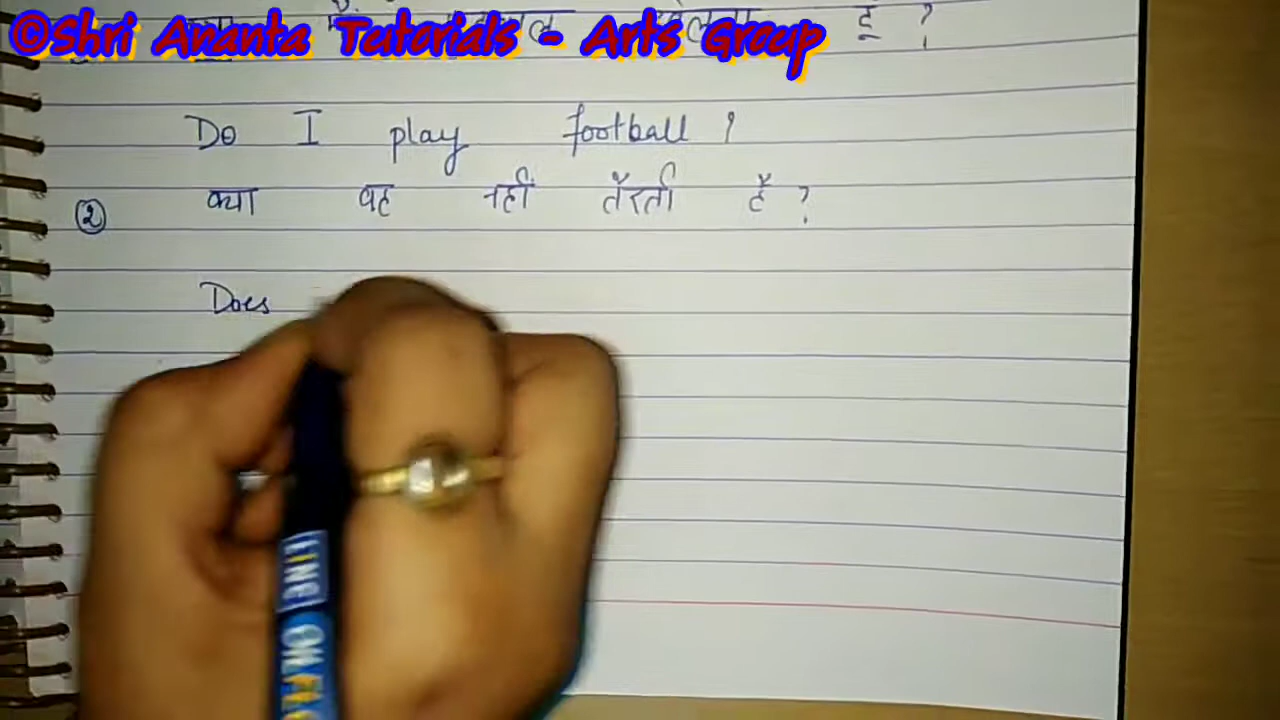 ©Shri Ananta Tutorials - Arts Group
हूँ ?
Do I play football ?
② क्या वह नहीं तैरती है ?
Does